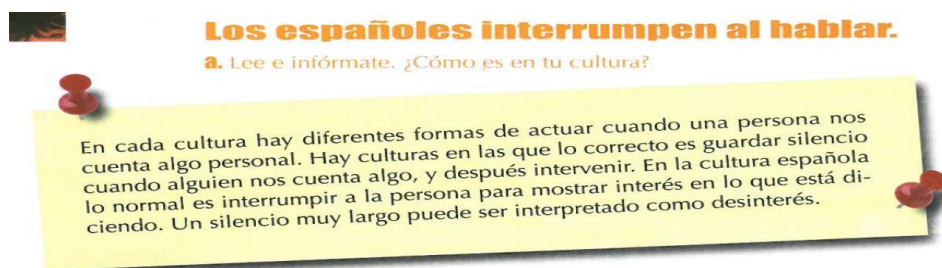 Los españoles interrumpen al hablar.
a. Lee e infórmate. ¿Cómo es en tu cultura?
En cada cultura hay diferentes formas de actuar cuando una persona nos
cuenta algo personal. Hay culturas en las que lo correcto es guardar silencio
cuando alguien nos cuenta algo, y después intervenir. En la cultura española
lo normal es interrumpir a la persona para mostrar interés en lo que está di-
ciendo. Un silencio muy largo puede ser interpretado como desinterés.